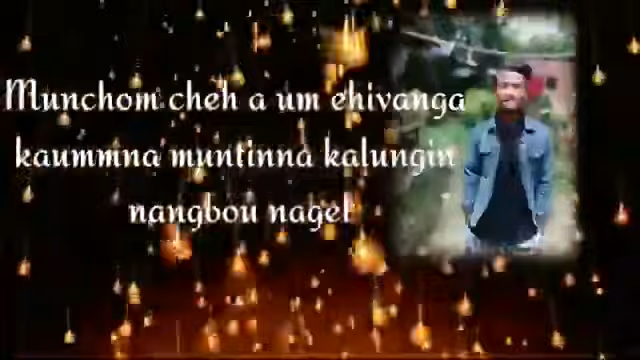 Munchom cheh a um ehivanga
kaummna muntinna kalungin
nangbou nagel